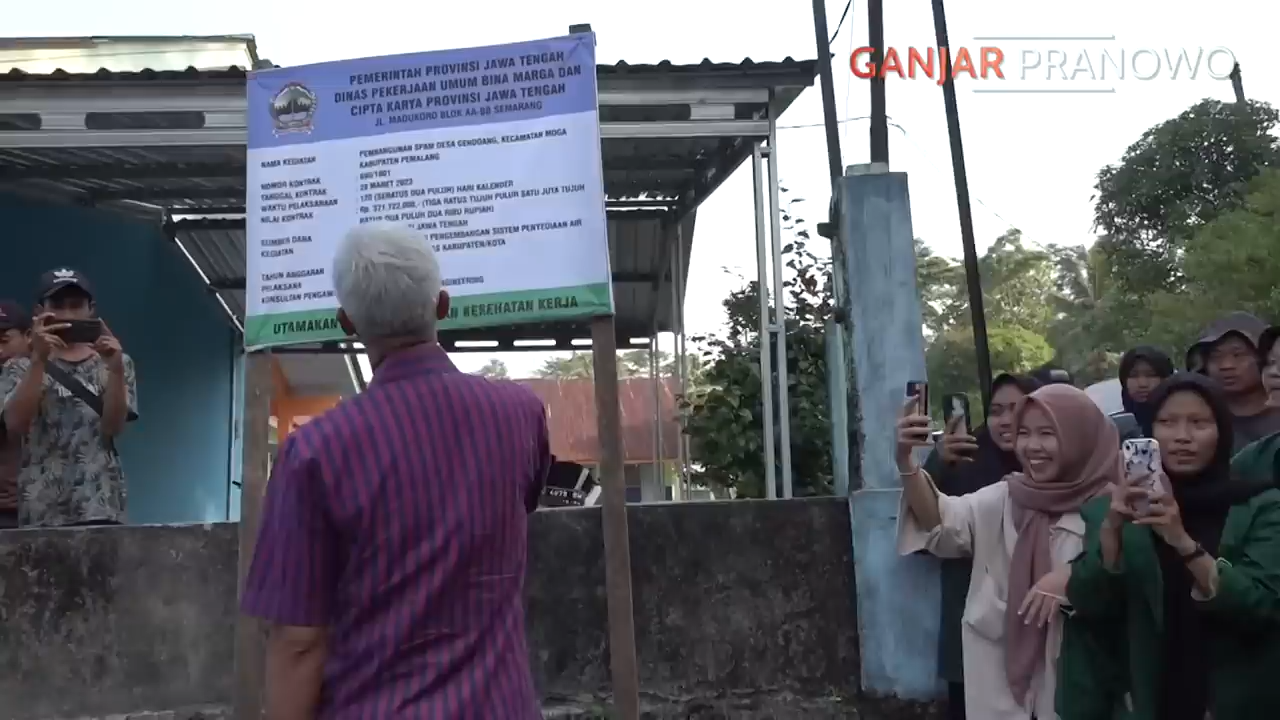 GANJAR PRANOWO
PEMERINTAH PROVINSI JAWA TENGAH
DINAS PEKERJAAN UMUM BINA MARGA DAN
CIPTA KARYA PROVINSI JAWA TENGAH
JL. MADUKORO BLOK AA-BB SEMARANG
NAMA KEGIATAN : PEMBANGUNAN SPAM DESA GENDOANG, KECAMATAN MOGA
KABUPATEN PEMALANG
NOMOR KONTRAK : 690/1801
TANGGAL KONTRAK : 28 MARET 2023
WAKTU PELAKSANAAN : 120 (SERATUS DUA PULUH) HARI KALENDER
NILAI KONTRAK : Rp. 371.722.000,- (TIGA RATUS TUJUH PULUH SATU JUTA TUJUH
RATUS DUA PULUH DUA RIBU RUPIAH)
SUMBER DANA JAWA TENGAH
KEGIATAN PENGEMBANGAN SISTEM PENYEDIAAN AIR
KABUPATEN/KOTA
TAHUN ANGGARAN
PELAKSANA
KONSULTAN PENGAW ENGINEERING
UTAMAKAN KESEHATAN KERJA